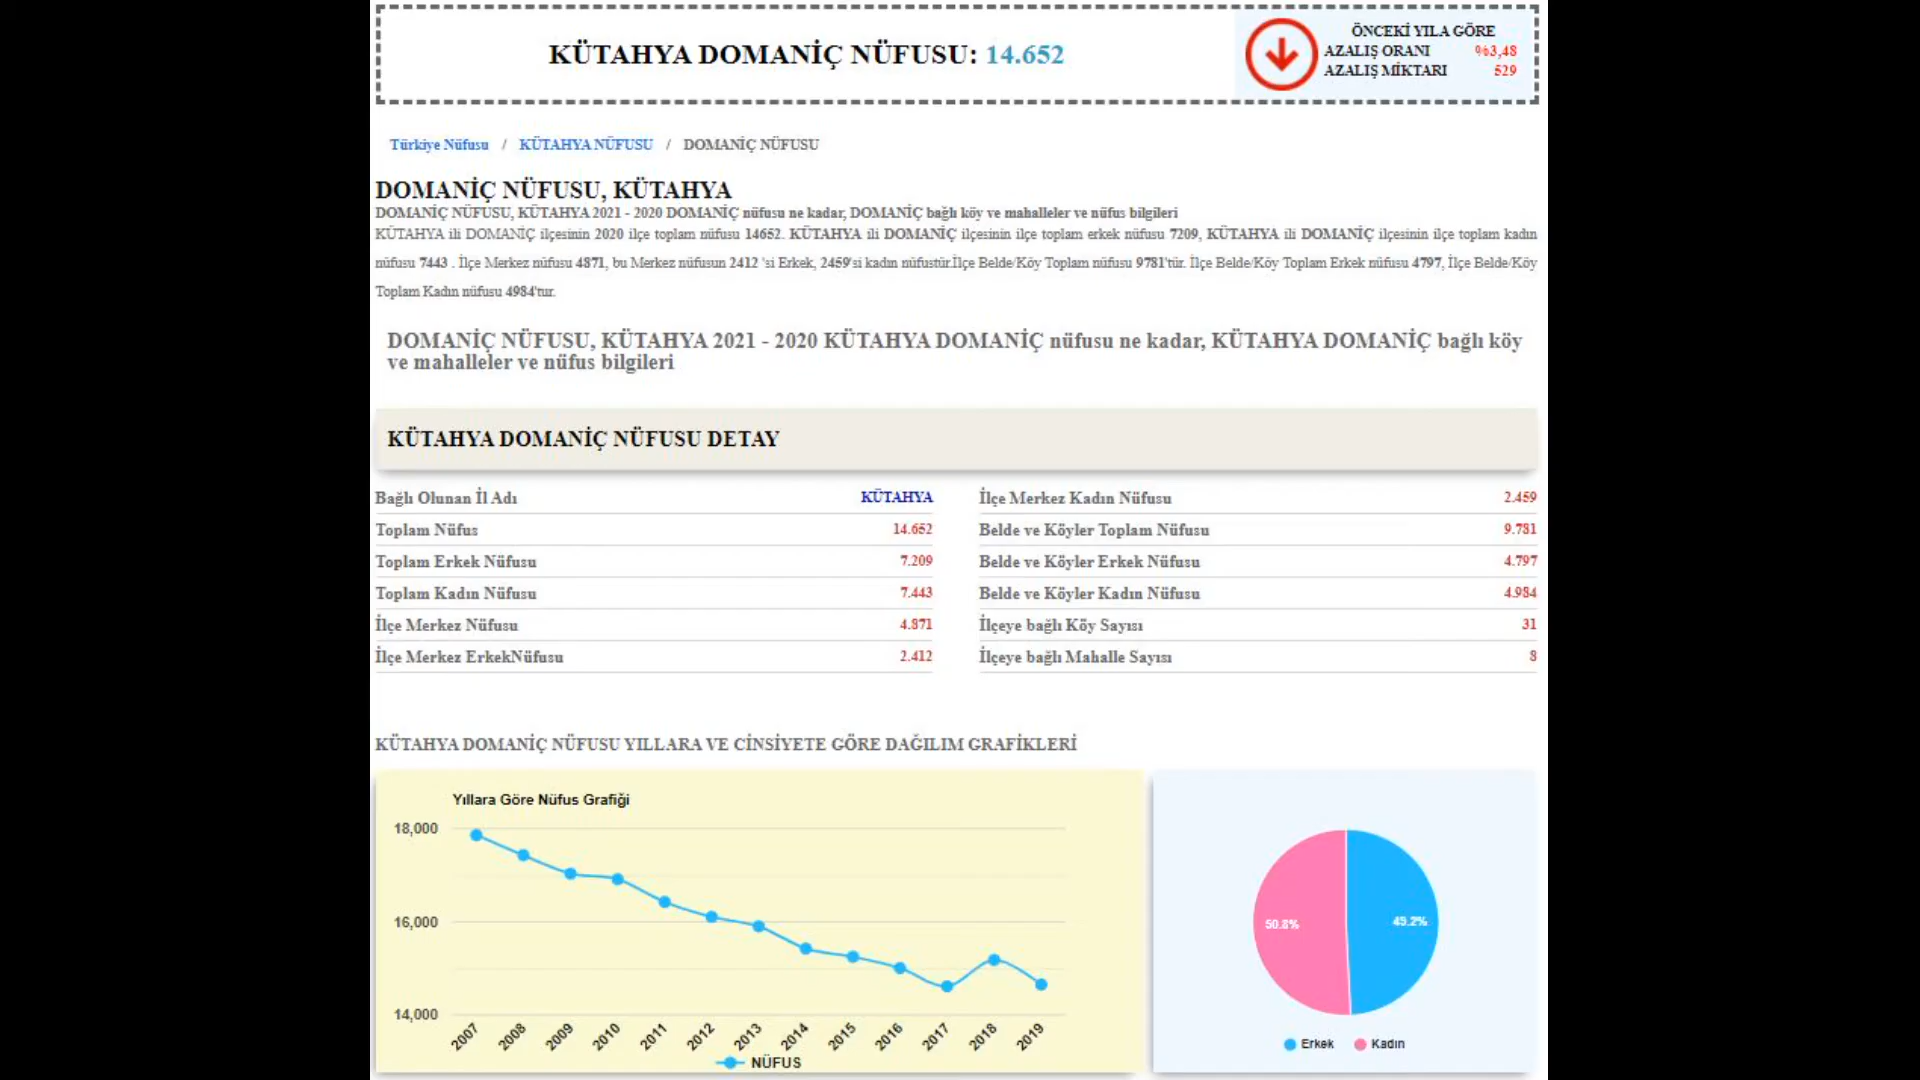 KÜTAHYA DOMANİÇ NÜFUSU: 14.652
ÖNCEKİ YILA GÖRE
AZALIŞ ORANI %3,48
AZALIŞ MİKTARI 529
Türkiye Nüfusu / KÜTAHYA NÜFUSU / DOMANİÇ NÜFUSU
DOMANİÇ NÜFUSU, KÜTAHYA
DOMANİÇ NÜFUSU, KÜTAHYA 2021 - 2020 DOMANİÇ nüfusu ne kadar, DOMANİÇ bağlı köy ve mahalleler ve nüfus bilgileri
KÜTAHYA ili DOMANİÇ ilçesinin 2020 ilçe toplam nüfusu 14652. KÜTAHYA ili DOMANİÇ ilçesinin ilçe toplam erkek nüfusu 7209, KÜTAHYA ili DOMANİÇ ilçesinin ilçe toplam kadın
nüfusu 7443 . İlçe Merkez nüfusu 4871, bu Merkez nüfusun 2412 'si Erkek, 2459'si kadın nüfustür.İlçe Belde/Köy Toplam nüfusu 9781'tür. İlçe Belde/Köy Toplam Erkek nüfusu 4797, İlçe Belde/Köy
Toplam Kadın nüfusu 4984'tur.
DOMANİÇ NÜFUSU, KÜTAHYA 2021 - 2020 KÜTAHYA DOMANİÇ nüfusu ne kadar, KÜTAHYA DOMANİÇ bağlı köy
ve mahalleler ve nüfus bilgileri
KÜTAHYA DOMANİÇ NÜFUSU DETAY
Bağlı Olunan İl Adı KÜTAHYA
Toplam Nüfus 14.652
Toplam Erkek Nüfusu 7.209
Toplam Kadın Nüfusu 7.443
İlçe Merkez Nüfusu 4.871
İlçe Merkez ErkekNüfusu 2.412
İlçe Merkez Kadın Nüfusu 2.459
Belde ve Köyler Toplam Nüfusu 9.781
Belde ve Köyler Erkek Nüfusu 4.797
Belde ve Köyler Kadın Nüfusu 4.984
İlçeye bağlı Köy Sayısı 31
İlçeye bağlı Mahalle Sayısı 8
KÜTAHYA DOMANİÇ NÜFUSU YILLARA VE CİNSİYETE GÖRE DAĞILIM GRAFİKLERİ
Yıllara Göre Nüfus Grafiği
18,000
16,000
14,000
2007 2008 2009 2010 2011 2012 2013 2014 2015 2016 2017 2018 2019
NÜFUS
50.8% 49.2%
Erkek Kadın